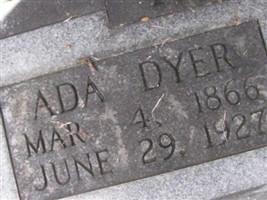 ADA DYER
MAR 4. 1866
JUNE 29. 1927